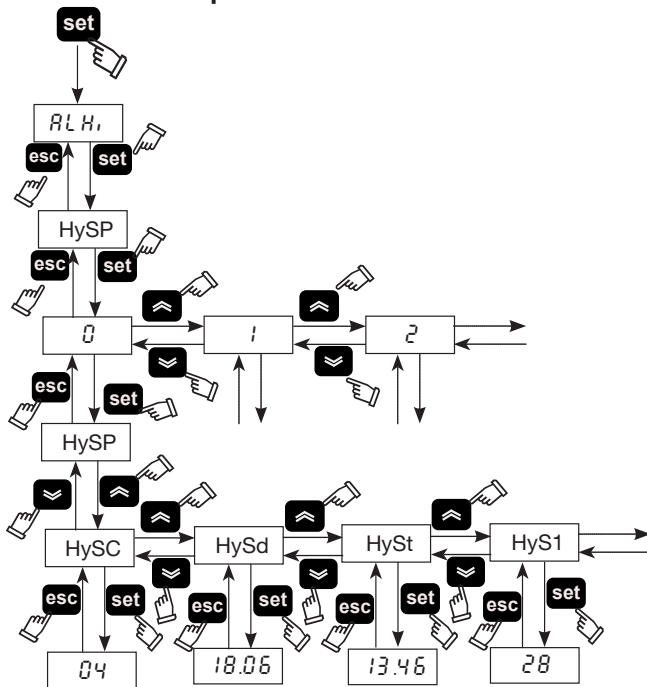 set
ALHi
esc set
HySP
esc set
0 1 2
esc set
HySP
HySC HySd HySt HyS1
esc set esc set esc set esc set
04 18.06 13.46 28